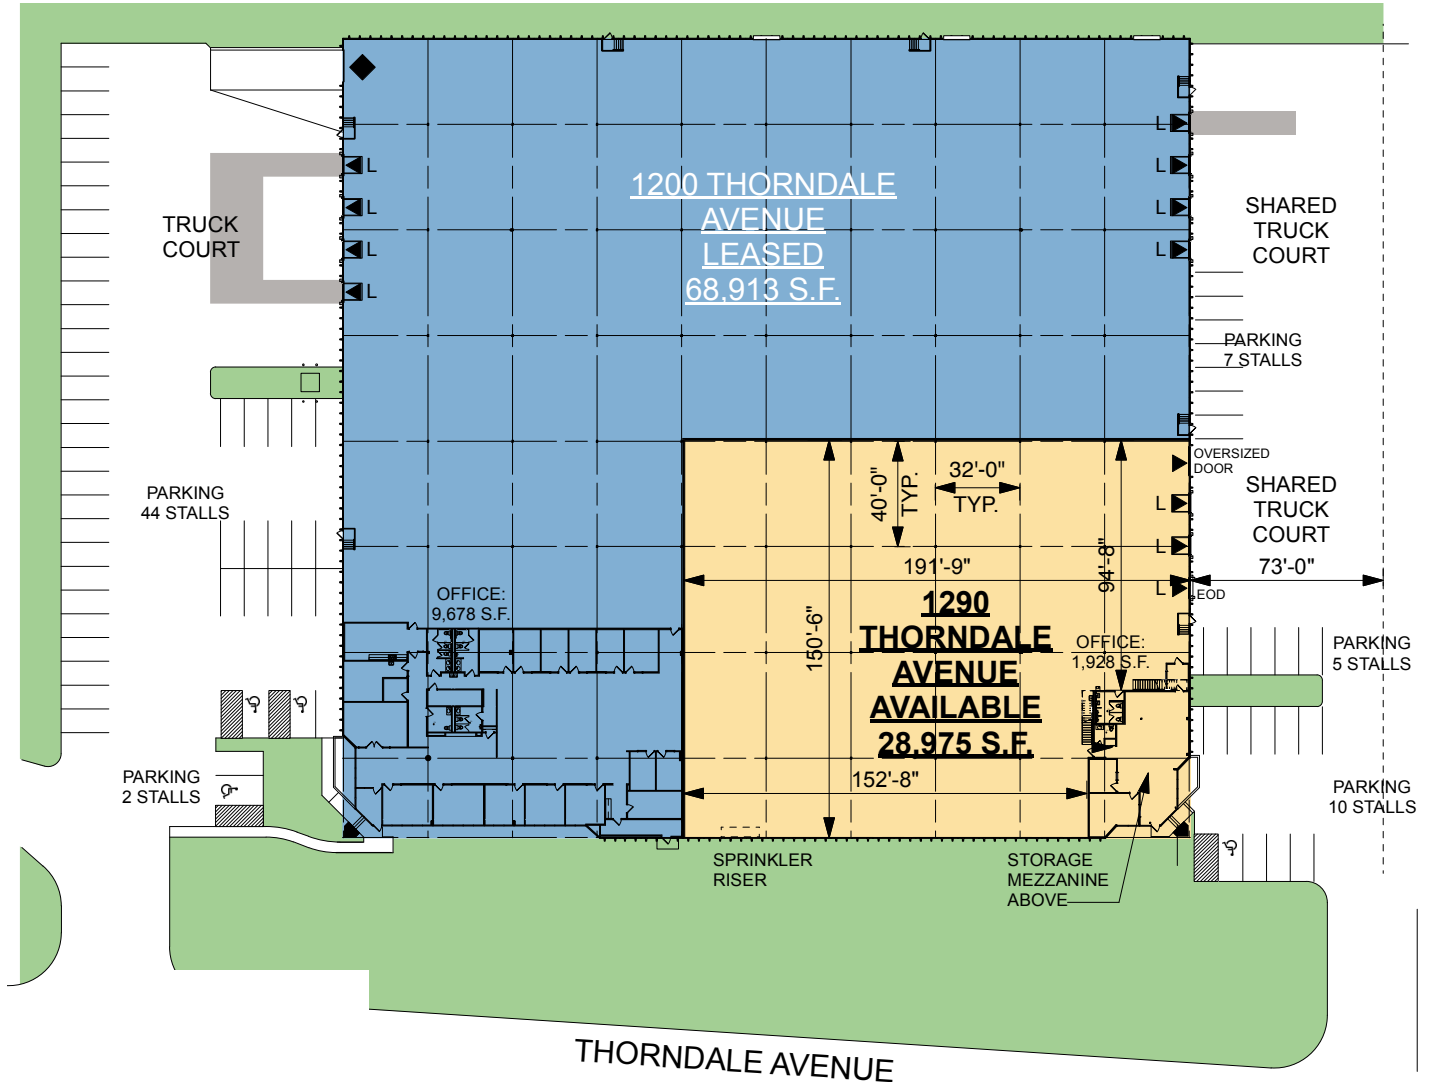 1200 THORNDALE
AVENUE
LEASED
68,913 S.F.
TRUCK
COURT
L
L
L
L
L
L
L
L
SHARED
TRUCK
COURT
PARKING
7 STALLS
OVERSIZED
DOOR
SHARED
TRUCK
COURT
73'-0"
L
L
L
EOD
40'-0"
TYP.
32'-0"
TYP.
94'-8"
191'-9"
150'-6"
1290
THORNDALE
AVENUE
AVAILABLE
28,975 S.F.
152'-8"
OFFICE:
1,928 S.F.
PARKING
44 STALLS
OFFICE:
9,678 S.F.
PARKING
5 STALLS
PARKING
2 STALLS
PARKING
10 STALLS
SPRINKLER
RISER
STORAGE
MEZZANINE
ABOVE
THORNDALE AVENUE